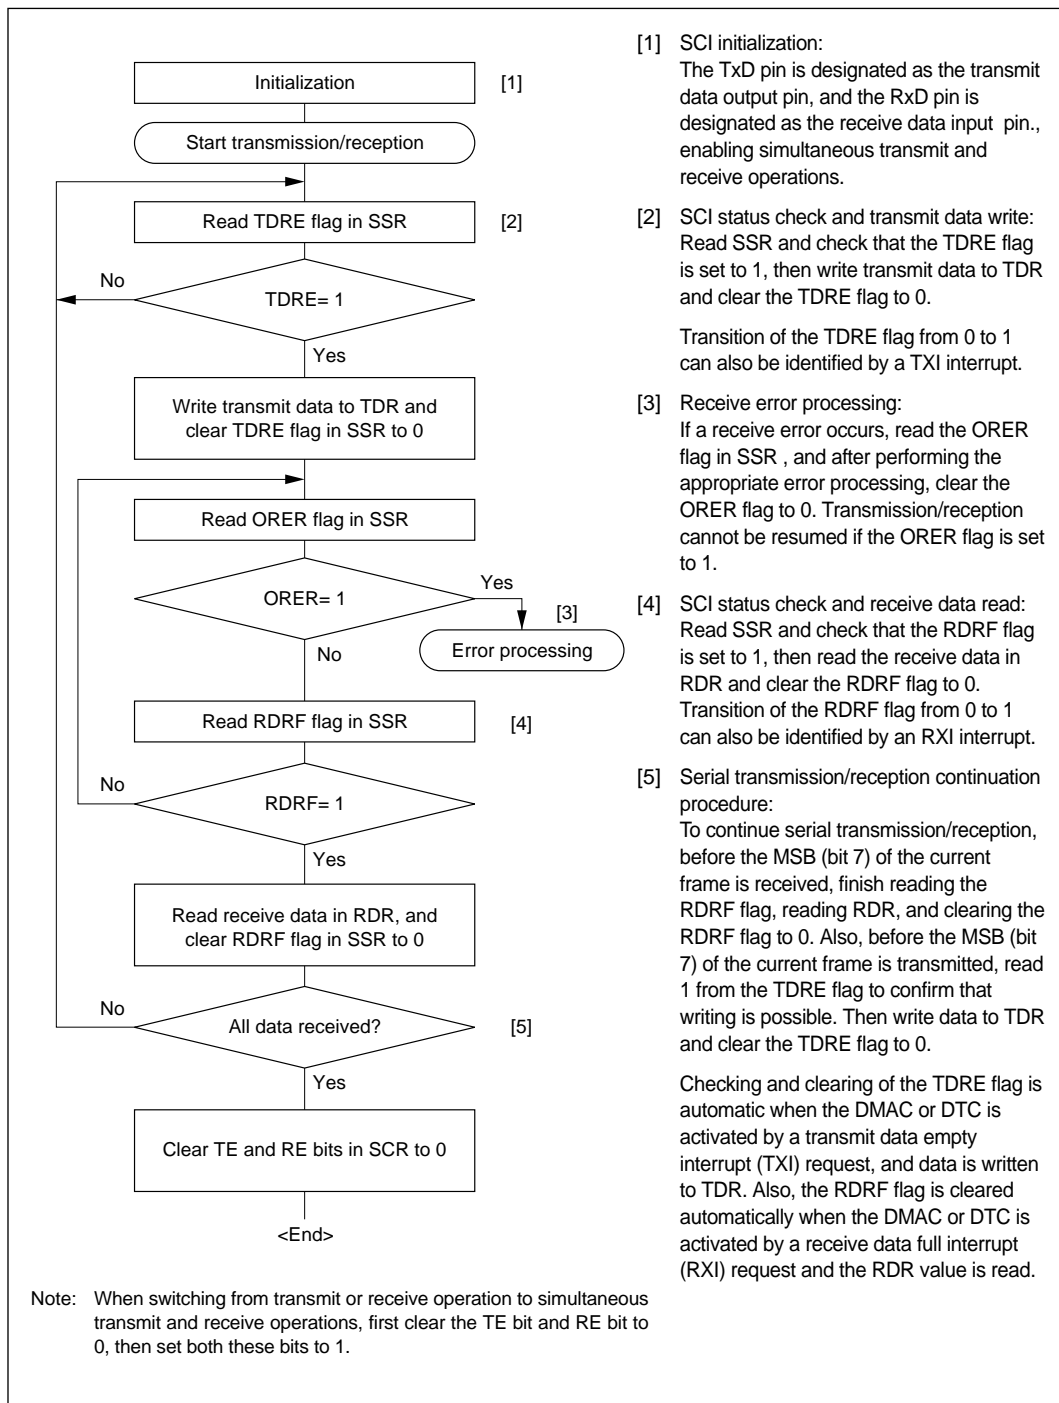 Initialization [1]
Start transmission/reception
Read TDRE flag in SSR [2]
No
TDRE= 1
Yes
Write transmit data to TDR and
clear TDRE flag in SSR to 0
Read ORER flag in SSR
Yes
ORER= 1
[3]
No
Error processing
Read RDRF flag in SSR [4]
No
RDRF= 1
Yes
Read receive data in RDR, and
clear RDRF flag in SSR to 0
No
All data received? [5]
Yes
Clear TE and RE bits in SCR to 0
<End>
[1] SCI initialization:
The TxD pin is designated as the transmit
data output pin, and the RxD pin is
designated as the receive data input pin.,
enabling simultaneous transmit and
receive operations.
[2] SCI status check and transmit data write:
Read SSR and check that the TDRE flag
is set to 1, then write transmit data to TDR
and clear the TDRE flag to 0.
Transition of the TDRE flag from 0 to 1
can also be identified by a TXI interrupt.
[3] Receive error processing:
If a receive error occurs, read the ORER
flag in SSR , and after performing the
appropriate error processing, clear the
ORER flag to 0. Transmission/reception
cannot be resumed if the ORER flag is set
to 1.
[4] SCI status check and receive data read:
Read SSR and check that the RDRF flag
is set to 1, then read the receive data in
RDR and clear the RDRF flag to 0.
Transition of the RDRF flag from 0 to 1
can also be identified by an RXI interrupt.
[5] Serial transmission/reception continuation
procedure:
To continue serial transmission/reception,
before the MSB (bit 7) of the current
frame is received, finish reading the
RDRF flag, reading RDR, and clearing the
RDRF flag to 0. Also, before the MSB (bit
7) of the current frame is transmitted, read
1 from the TDRE flag to confirm that
writing is possible. Then write data to TDR
and clear the TDRE flag to 0.
Checking and clearing of the TDRE flag is
automatic when the DMAC or DTC is
activated by a transmit data empty
interrupt (TXI) request, and data is written
to TDR. Also, the RDRF flag is cleared
automatically when the DMAC or DTC is
activated by a receive data full interrupt
(RXI) request and the RDR value is read.
Note: When switching from transmit or receive operation to simultaneous
transmit and receive operations, first clear the TE bit and RE bit to
0, then set both these bits to 1.